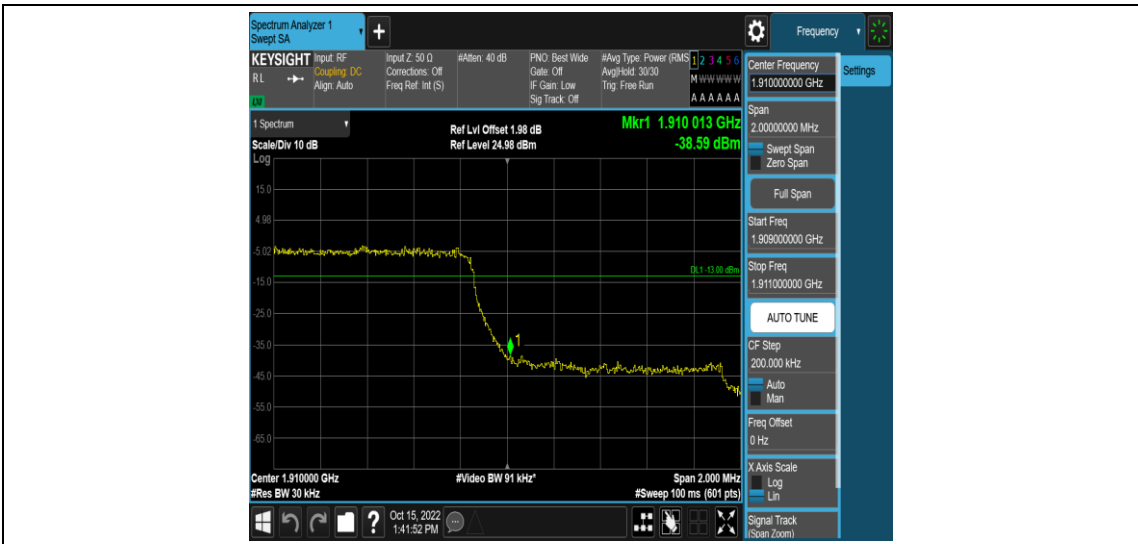 Spectrum Analyzer 1
Swept SA
+
Frequency
KEYSIGHT
RL
LXI
Input: RF
Coupling: DC
Align: Auto
Input Z: 50 Ω
Corrections: Off
Freq Ref: Int (S)
#Atten: 40 dB
PNO: Best Wide
Gate: Off
IF Gain: Low
Sig Track: Off
#Avg Type: Power (RMS
Avg|Hold: 30/30
Trig: Free Run
1 2 3 4 5 6
M W W W W W
A A A A A A
1 Spectrum
Scale/Div 10 dB
Log
Ref Lvl Offset 1.98 dB
Ref Level 24.98 dBm
Mkr1 1.910 013 GHz
-38.59 dBm
15.0
4.98
-5.02
DL1 -13.00 dBm
-15.0
-25.0
1
-35.0
-45.0
-55.0
-65.0
Center 1.910000 GHz
#Res BW 30 kHz
#Video BW 91 kHz*
Span 2.000 MHz
#Sweep 100 ms (601 pts)
?
Oct 15, 2022
1:41:52 PM
Center Frequency
1.910000000 GHz
Settings
Span
2.00000000 MHz
Swept Span
Zero Span
Full Span
Start Freq
1.909000000 GHz
Stop Freq
1.911000000 GHz
AUTO TUNE
CF Step
200.000 kHz
Auto
Man
Freq Offset
0 Hz
X Axis Scale
Log
Lin
Signal Track
(Span Zoom)